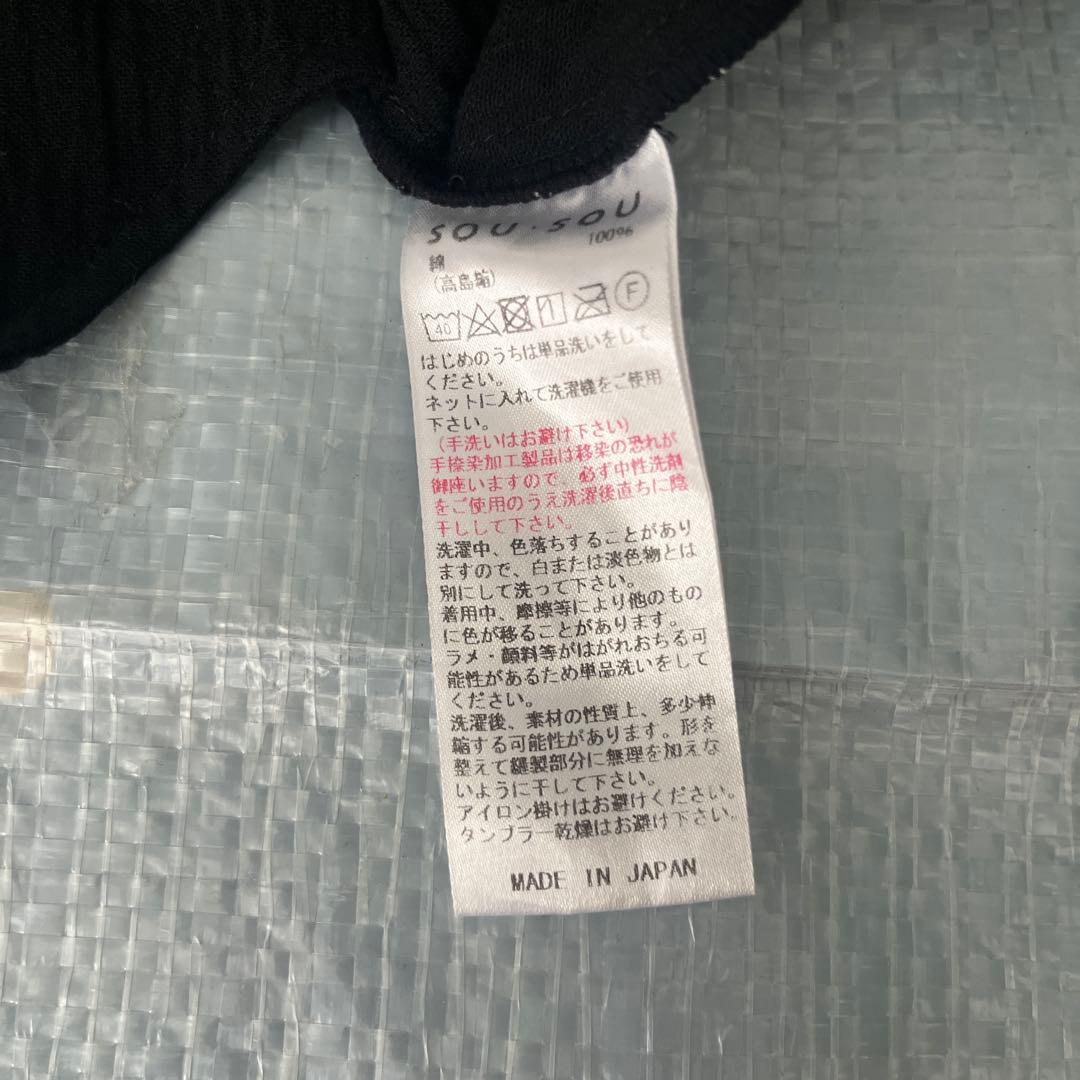 SOU・SOU
綿 100%
(高島縮)
40 F
はじめのうちは単品洗いをして
ください。
ネットに入れて洗濯機をご使用
下さい。
(手洗いはお避け下さい)
手捺染加工製品は移染の恐れが
御座いますので、必ず中性洗剤
をご使用のうえ洗濯後直ちに陰
干しして下さい。
洗濯中、色落ちすることがあり
ますので、白または淡色物とは
別にして洗って下さい。
着用中、摩擦等により他のもの
に色が移ることがあります。
ラメ・顔料等がはがれおちる可
能性があるため単品洗いをして
ください。
洗濯後、素材の性質上、多少伸
縮する可能性があります。形を
整えて縫製部分に無理を加えな
いように干して下さい。
アイロン掛けはお避けください。
タンブラー乾燥はお避け下さい。
MADE IN JAPAN